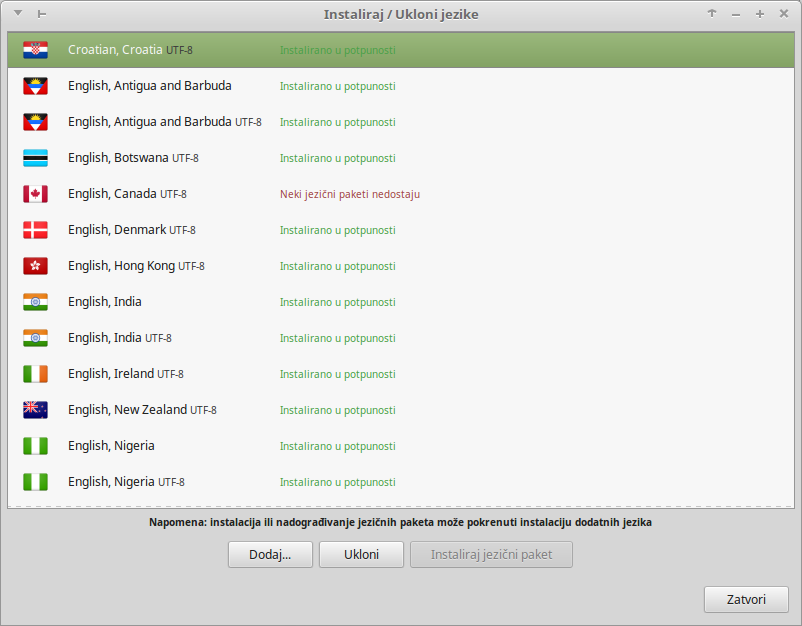 Instaliraj / Ukloni jezike
Croatian, Croatia UTF-8 Instalirano u potpunosti
English, Antigua and Barbuda Instalirano u potpunosti
English, Antigua and Barbuda UTF-8 Instalirano u potpunosti
English, Botswana UTF-8 Instalirano u potpunosti
English, Canada UTF-8 Neki jezični paketi nedostaju
English, Denmark UTF-8 Instalirano u potpunosti
English, Hong Kong UTF-8 Instalirano u potpunosti
English, India Instalirano u potpunosti
English, India UTF-8 Instalirano u potpunosti
English, Ireland UTF-8 Instalirano u potpunosti
English, New Zealand UTF-8 Instalirano u potpunosti
English, Nigeria Instalirano u potpunosti
English, Nigeria UTF-8 Instalirano u potpunosti
Napomena: instalacija ili nadograđivanje jezičnih paketa može pokrenuti instalaciju dodatnih jezika
Dodaj... Ukloni Instaliraj jezični paket
Zatvori